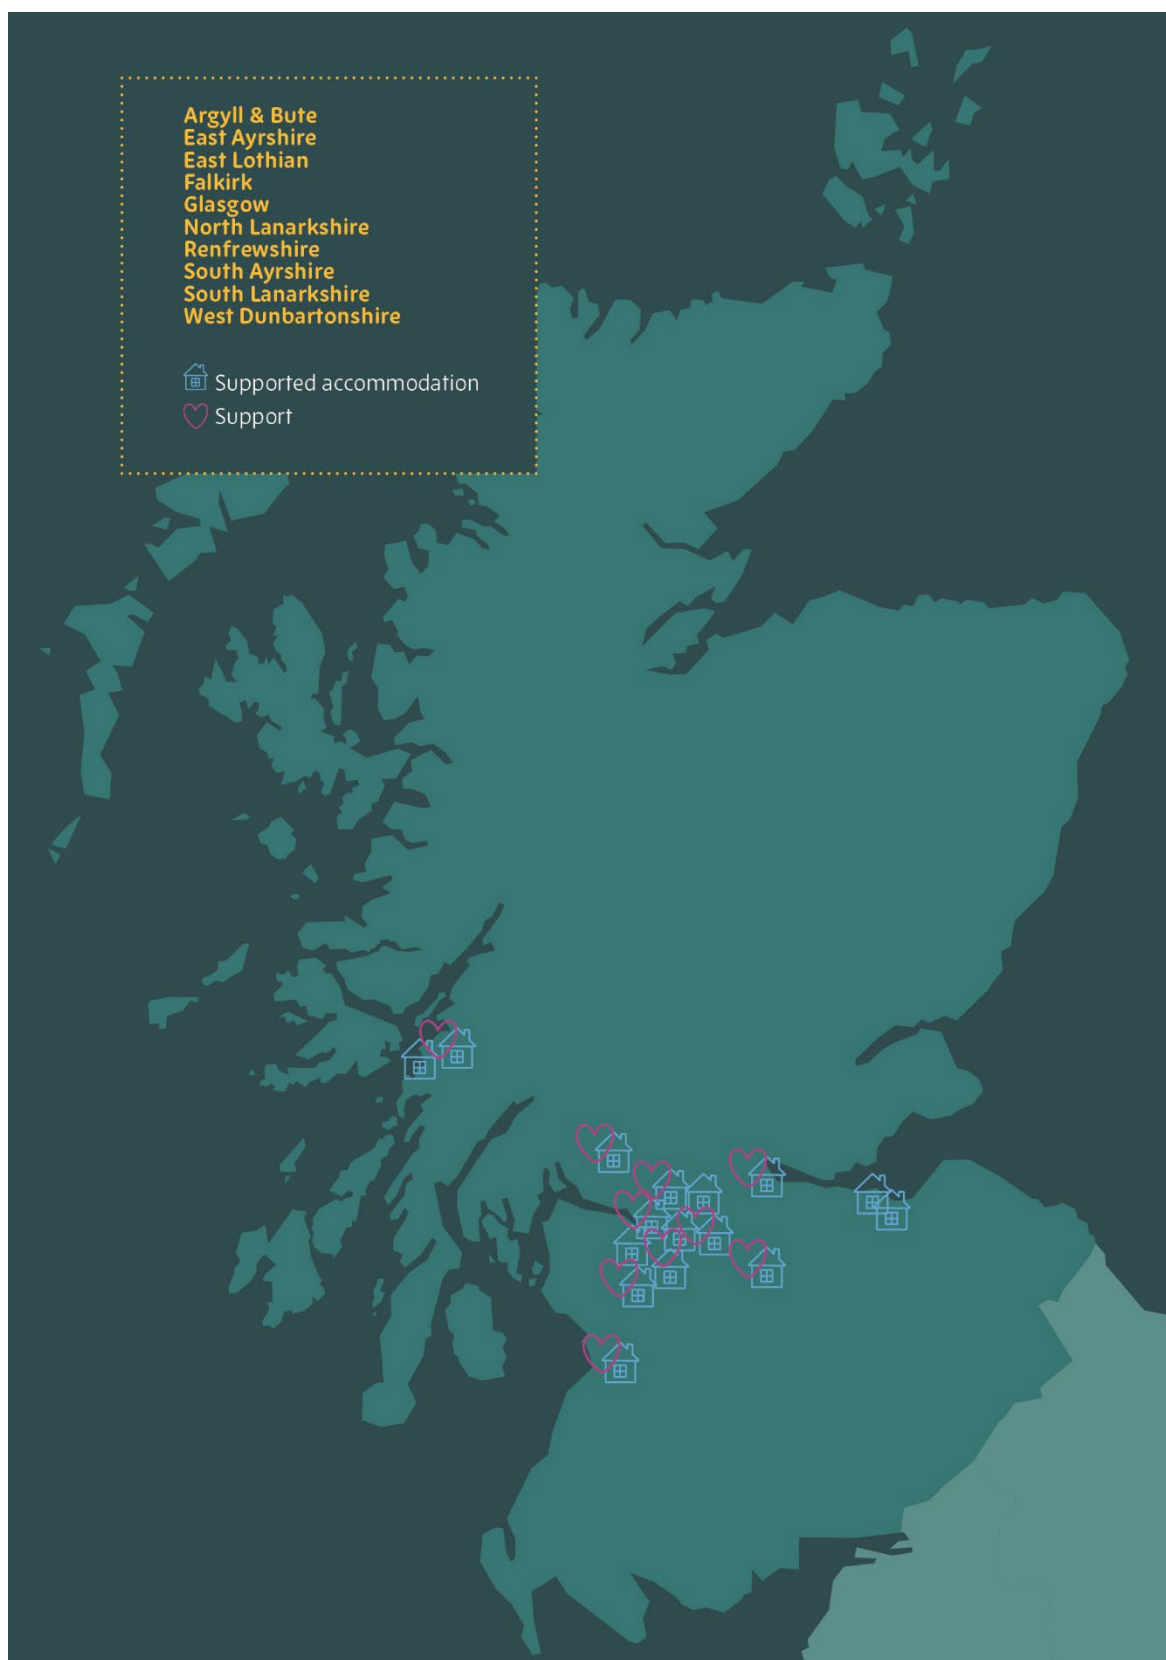 Argyll & Bute
East Ayrshire
East Lothian
Falkirk
Glasgow
North Lanarkshire
Renfrewshire
South Ayrshire
South Lanarkshire
West Dunbartonshire
Supported accommodation
Support